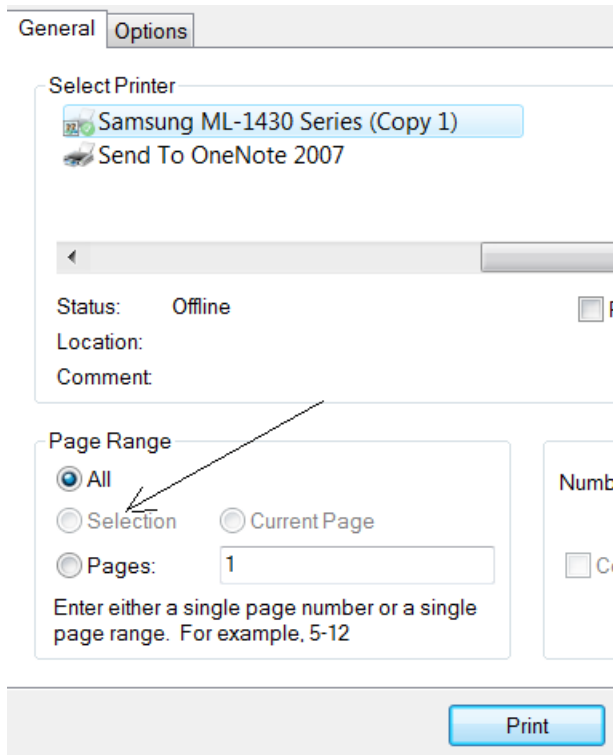 General Options
Select Printer
Samsung ML-1430 Series (Copy 1)
Send To OneNote 2007
Status: Offline
Location:
Comment:
Page Range
All
Numb
Selection Current Page
Pages: 1
Enter either a single page number or a single
page range. For example, 5-12
Print